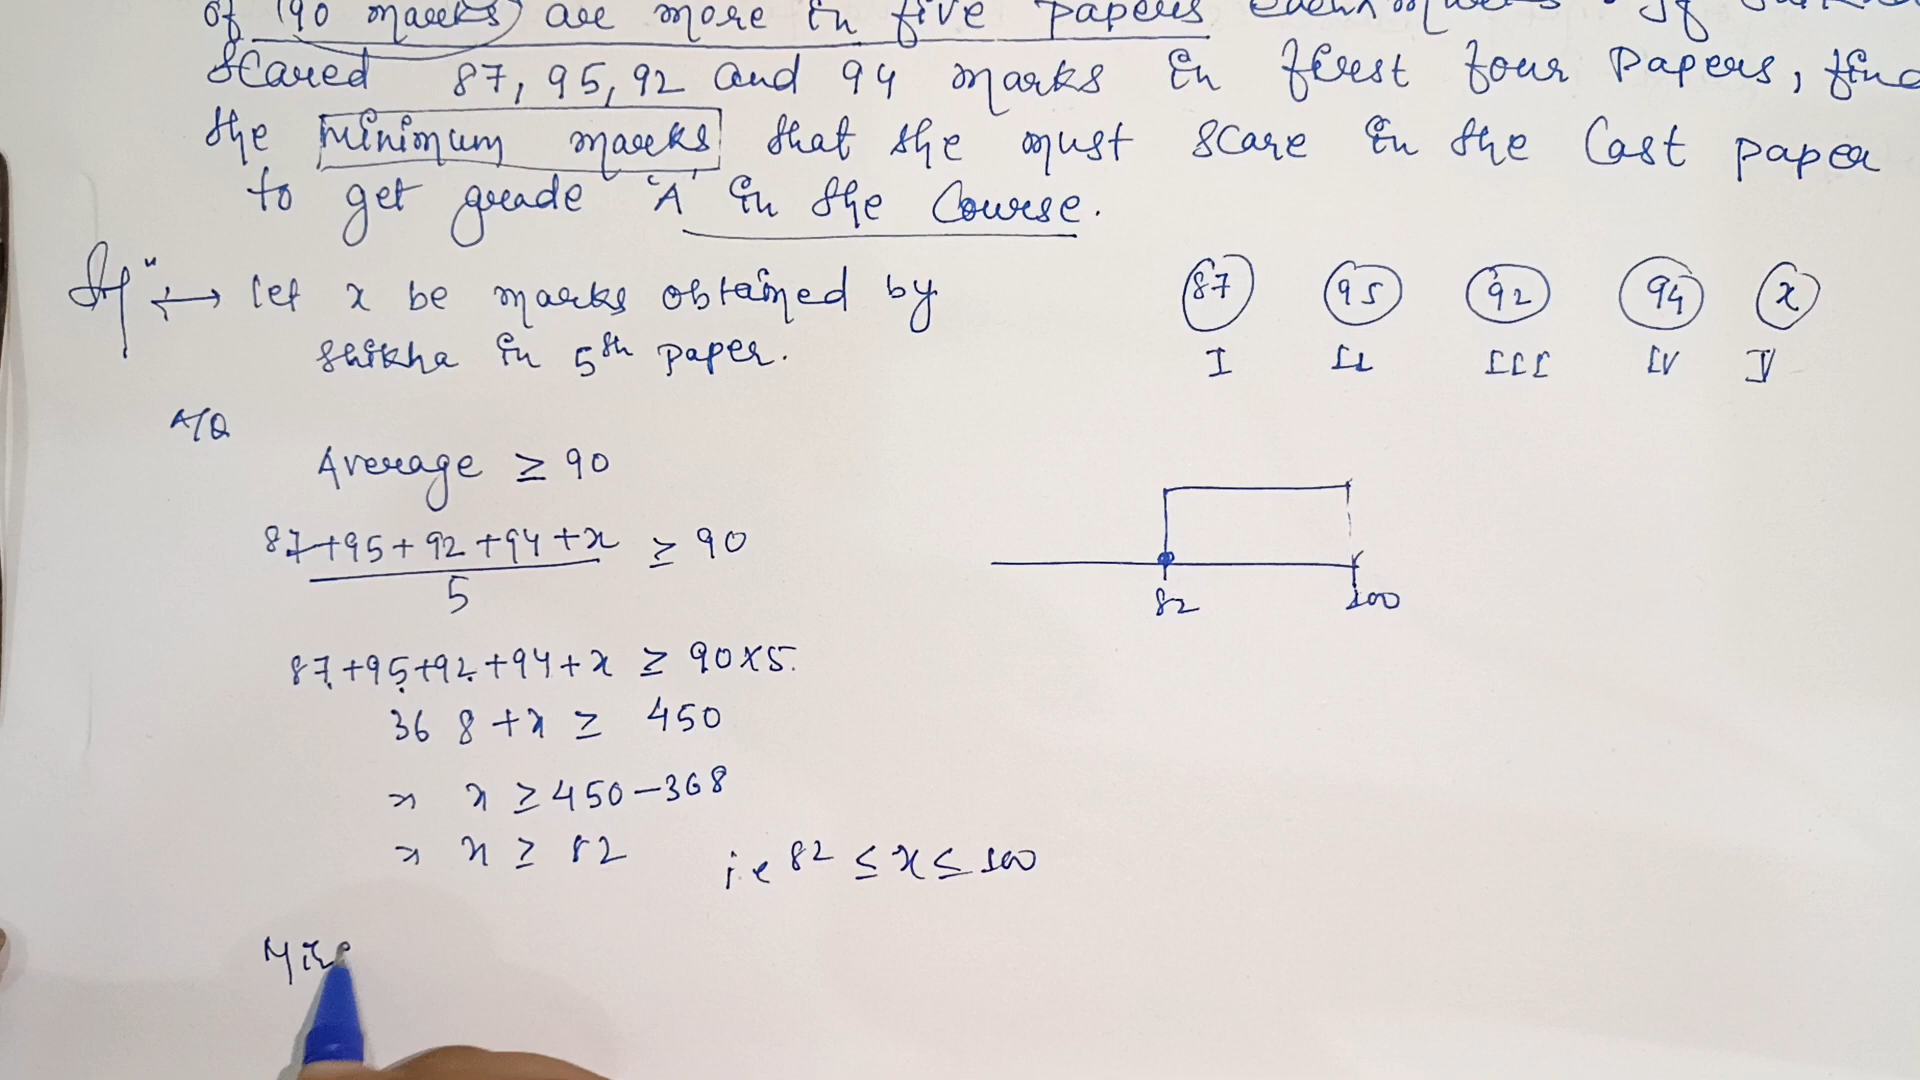 of (90 marks) are more in five papers
scared 87, 95, 92 and 94 marks in first four Papers, find
the minimum marks that she must scare in the last paper
to get grade 'A' in the course.
let x be marks obtained by
shikha in 5th paper.
87 95 92 94 x
I II III IV V
A/Q
Average ≥ 90
87+95+92+94+x ≥ 90
5
82 100
87+95+92+94+x ≥ 90×5.
368+x ≥ 450
x ≥ 450-368
x ≥ 82 i.e 82 ≤ x ≤ 100